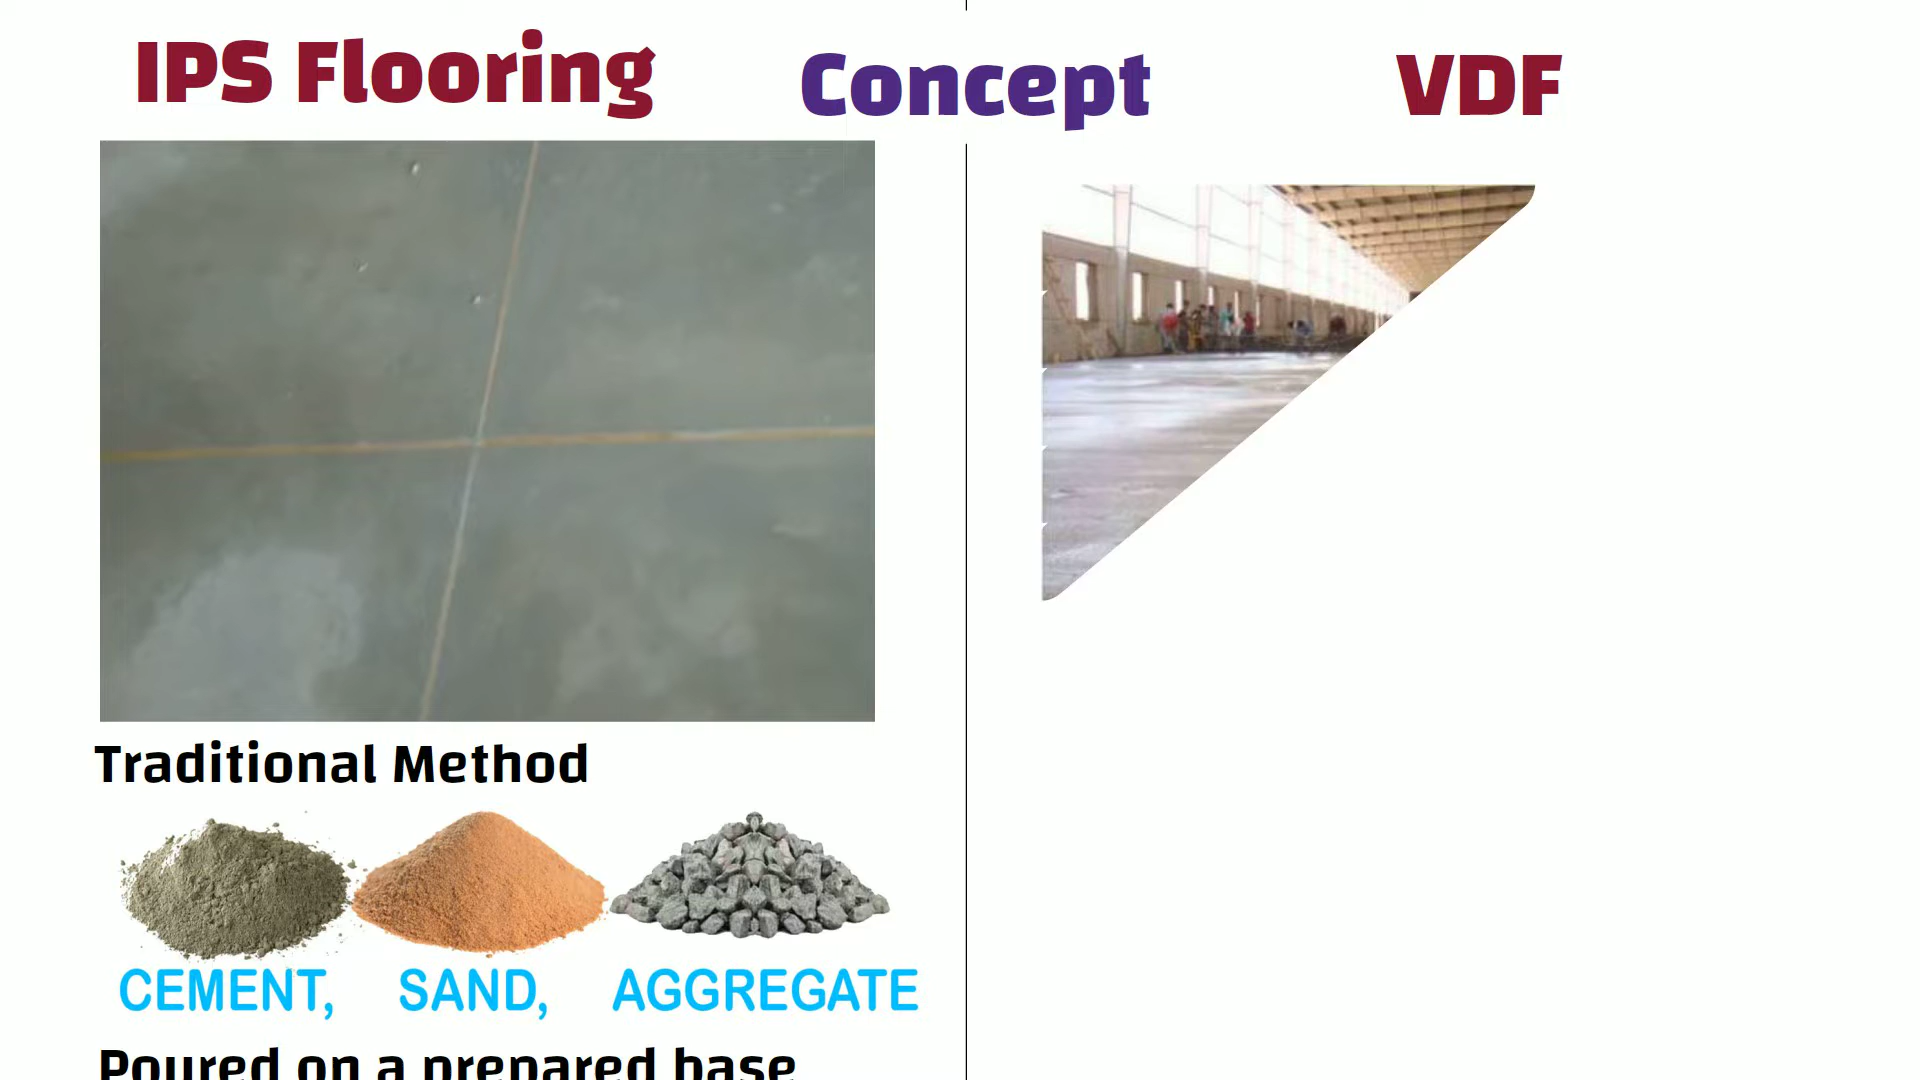 IPS Flooring
Concept
VDF
Traditional Method
CEMENT, SAND, AGGREGATE
Poured on a prepared base